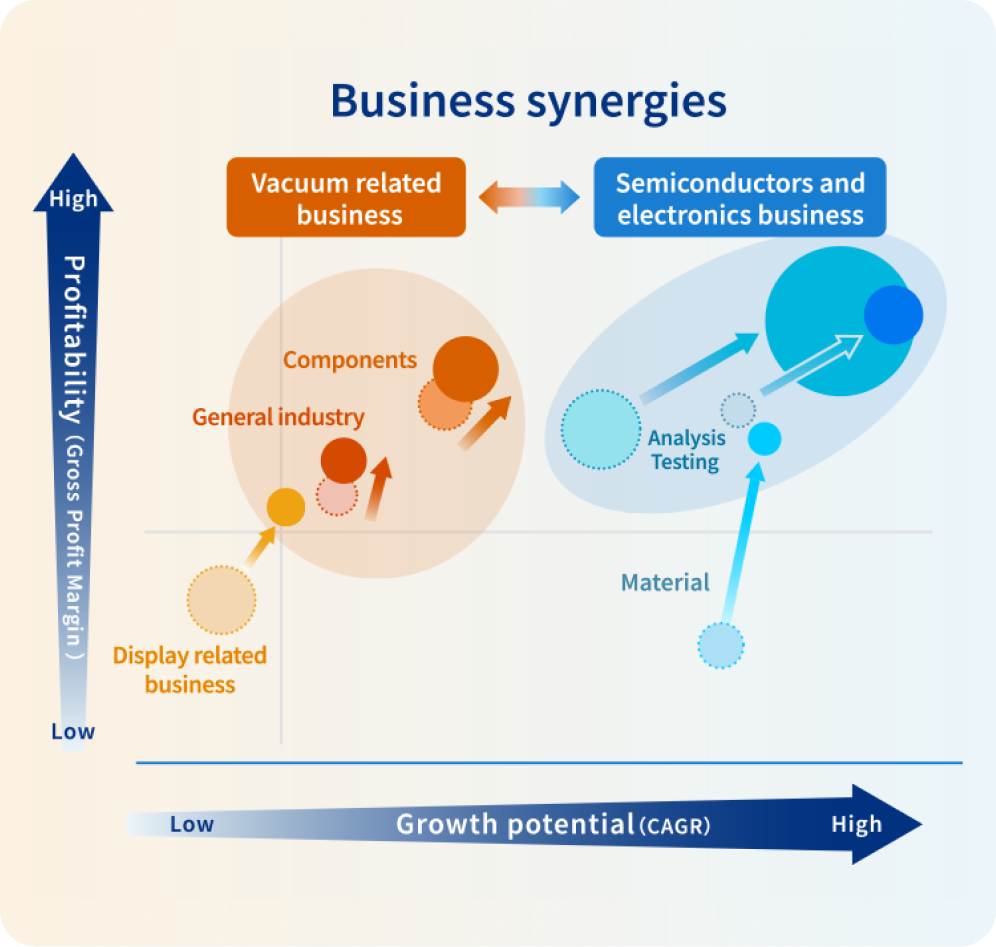 Business synergies
High
Vacuum related
business
Semiconductors and
electronics business
Profitability (Gross Profit Margin)
Components
General industry
Analysis
Testing
Material
Display related
business
Low
Low
Growth potential (CAGR)
High